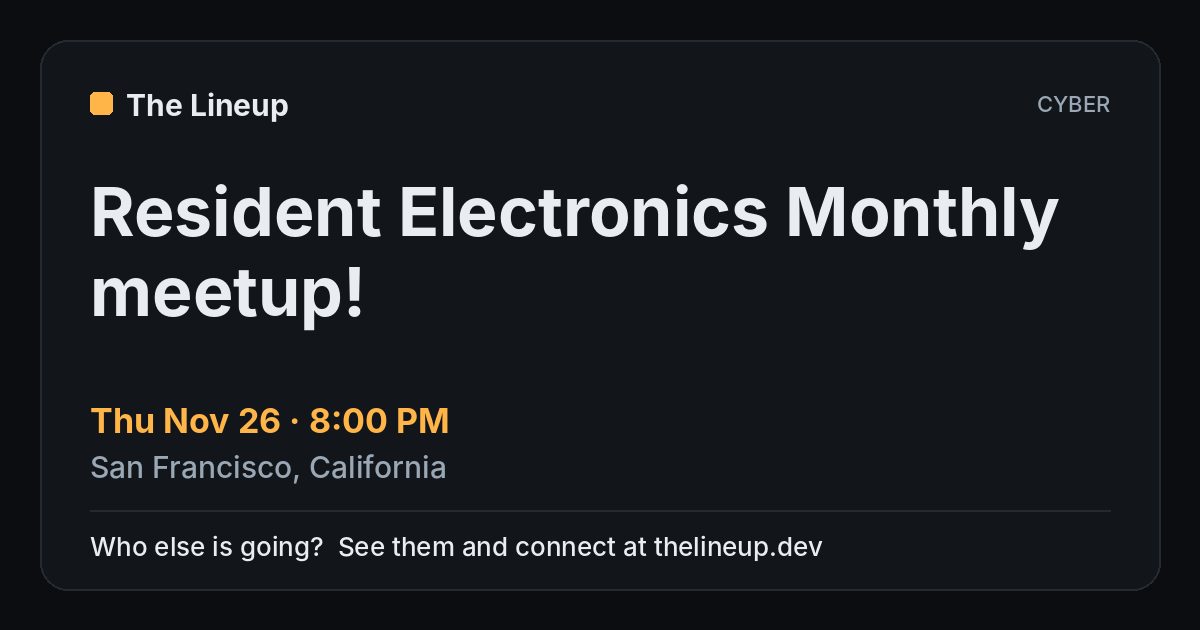 The Lineup
CYBER
Resident Electronics Monthly
meetup!
Thu Nov 26 · 8:00 PM
San Francisco, California
Who else is going? See them and connect at thelineup.dev